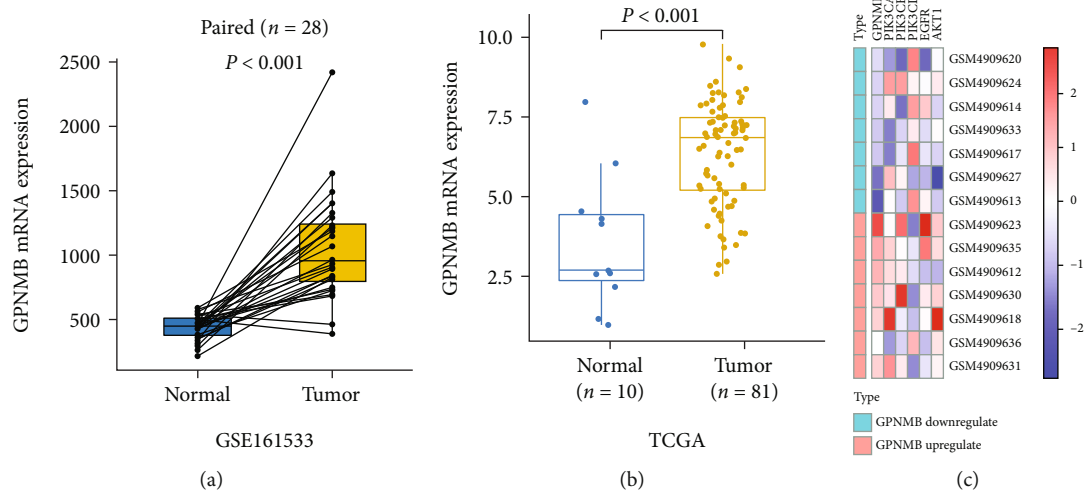 Paired (n = 28)
P < 0.001
2500
2000
1500
1000
500
GPNMB mRNA expression
Normal
Tumor
GSE161533
(a)
P < 0.001
10.0
7.5
5.0
2.5
GPNMB mRNA expression
Normal
(n = 10)
Tumor
(n = 81)
TCGA
(b)
Type
EGFR
AKT1
GSM4909620
GSM4909624
GSM4909614
GSM4909633
GSM4909617
GSM4909627
GSM4909613
GSM4909623
GSM4909635
GSM4909612
GSM4909630
GSM4909618
GSM4909636
GSM4909631
2
1
0
−1
−2
Type
GPNMB downregulate
GPNMB upregulate
(c)